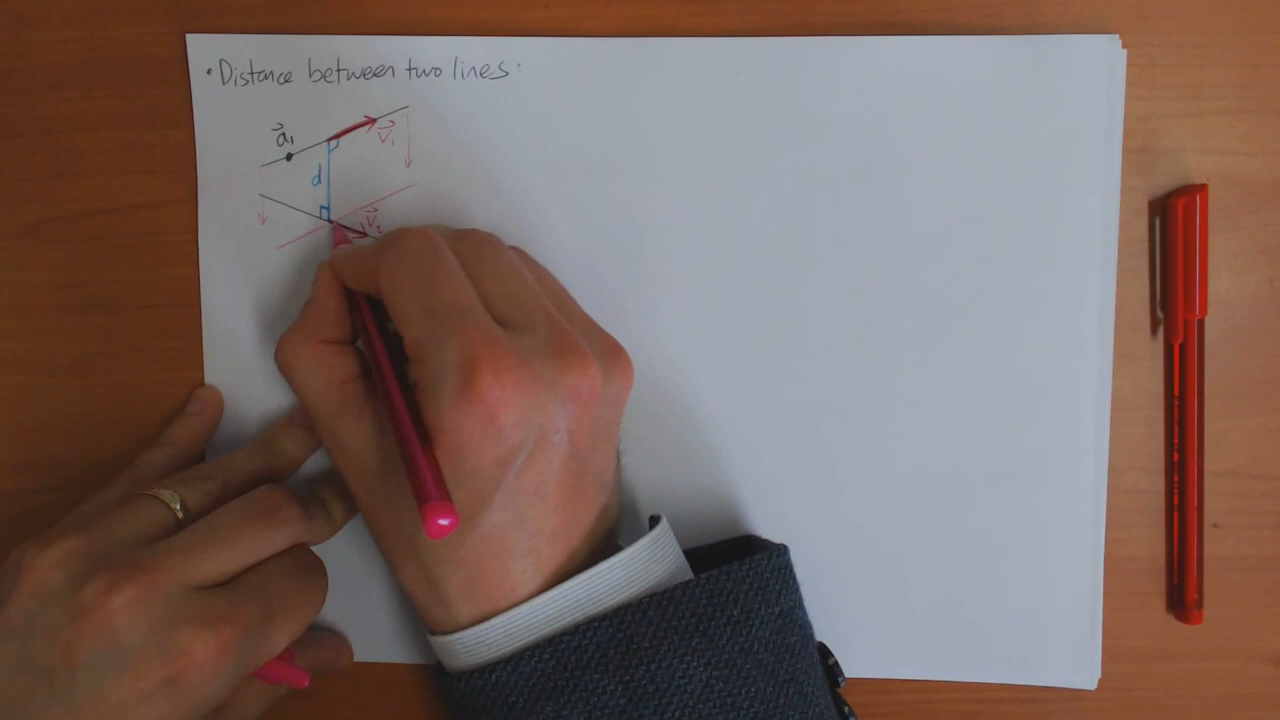 • Distance between two lines:
a⃗₁
v⃗₁
d
v⃗₂